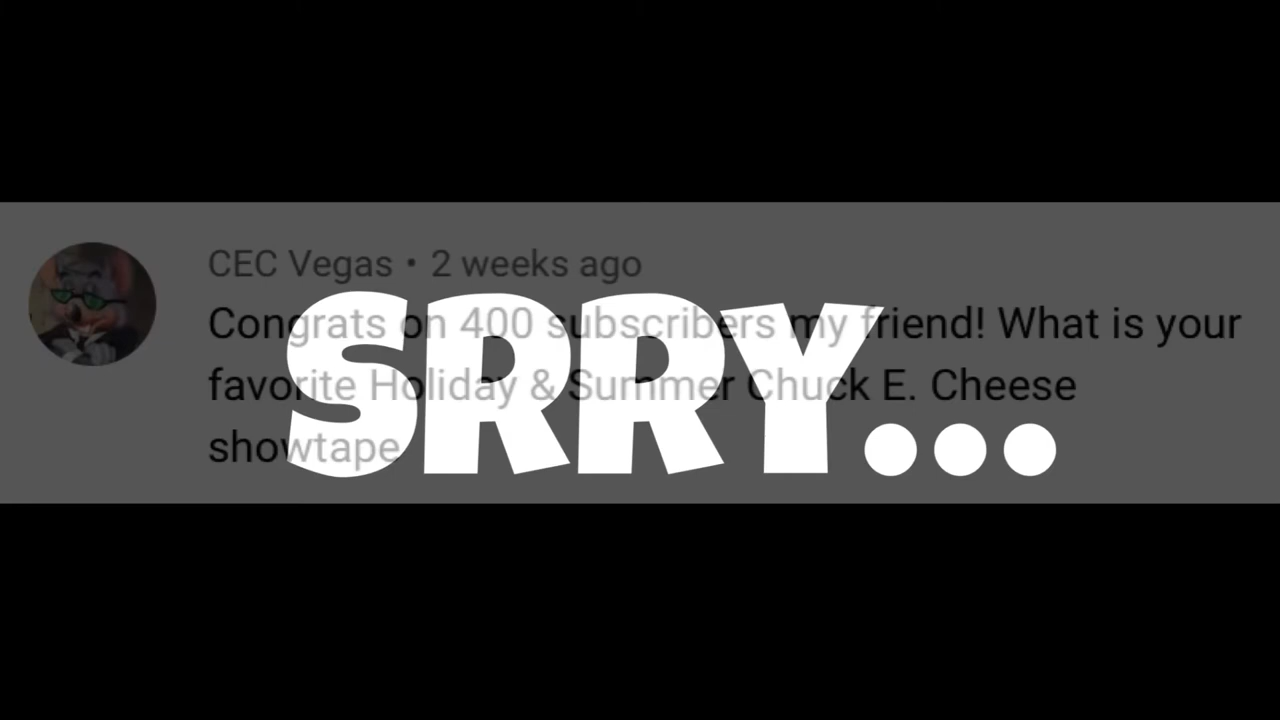 CEC Vegas • 2 weeks ago
Congrats on 400 subscribers my friend! What is your
favorite Holiday & Summer Chuck E. Cheese
showtape
SRRY...